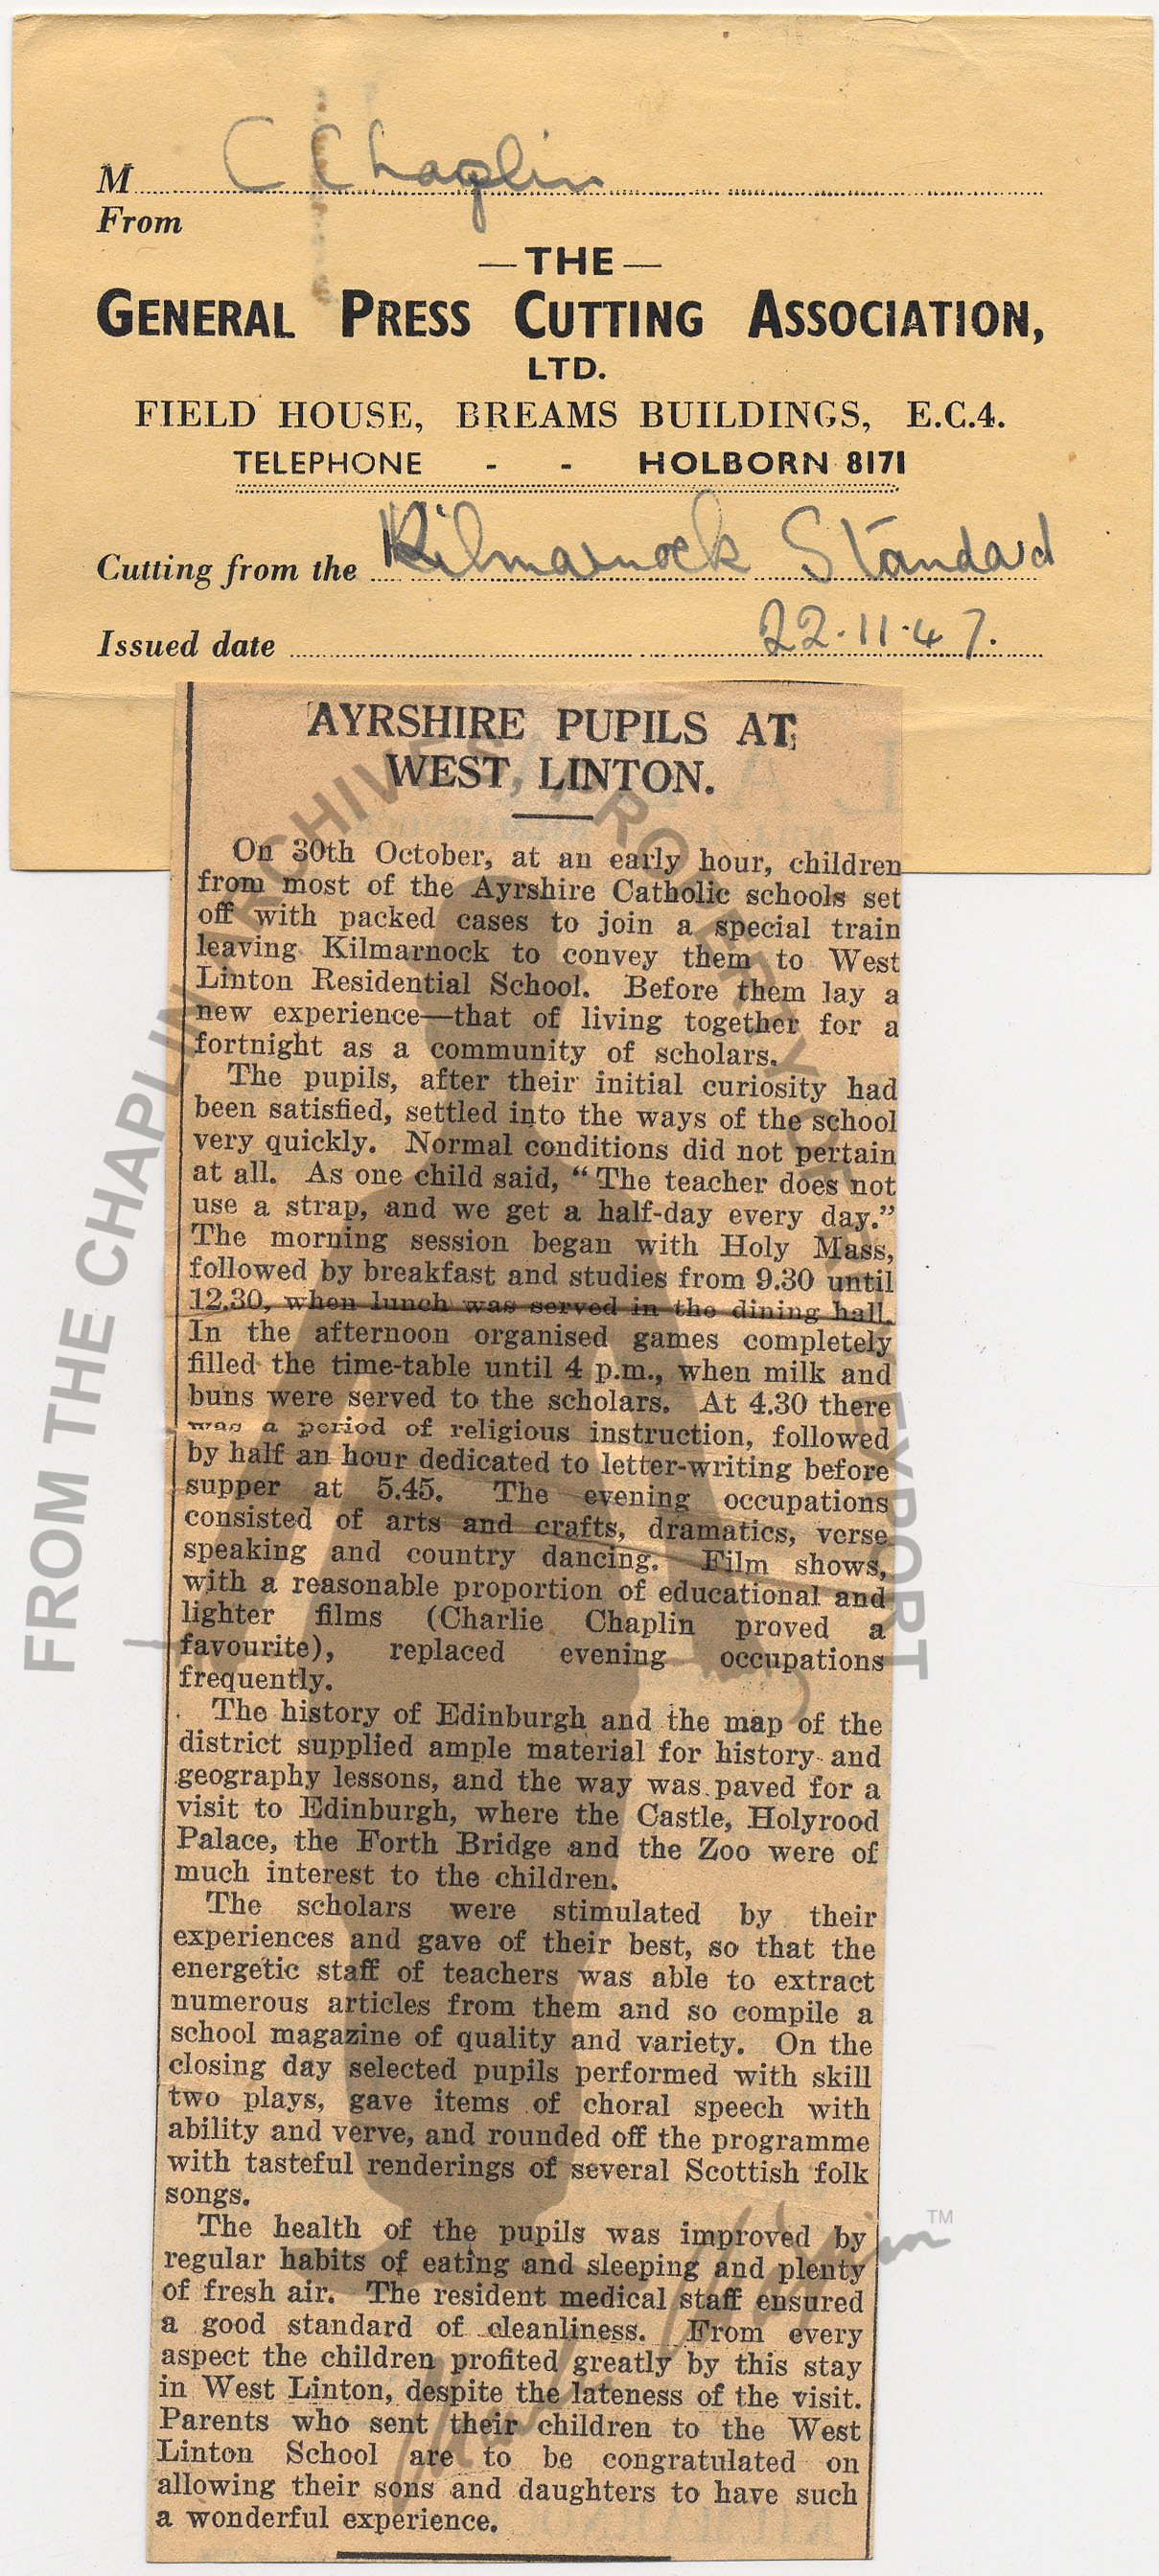 M C Chaplin
From
— THE —
GENERAL PRESS CUTTING ASSOCIATION,
LTD.
FIELD HOUSE, BREAMS BUILDINGS, E.C.4.
TELEPHONE - - HOLBORN 8171
Cutting from the Kilmarnock Standard
Issued date 22.11.47.
AYRSHIRE PUPILS AT
WEST LINTON.
On 30th October, at an early hour, children
from most of the Ayrshire Catholic schools set
off with packed cases to join a special train
leaving Kilmarnock to convey them to West
Linton Residential School. Before them lay a
new experience—that of living together for a
fortnight as a community of scholars.
The pupils, after their initial curiosity had
been satisfied, settled into the ways of the school
very quickly. Normal conditions did not pertain
at all. As one child said, “ The teacher does not
use a strap, and we get a half-day every day.”
The morning session began with Holy Mass,
followed by breakfast and studies from 9.30 until
12.30, when lunch was served in the dining hall.
In the afternoon organised games completely
filled the time-table until 4 p.m., when milk and
buns were served to the scholars. At 4.30 there
was a period of religious instruction, followed
by half an hour dedicated to letter-writing before
supper at 5.45. The evening occupations
consisted of arts and crafts, dramatics, verse
speaking and country dancing. Film shows,
with a reasonable proportion of educational and
lighter films (Charlie Chaplin proved a
favourite), replaced evening occupations
frequently.
The history of Edinburgh and the map of the
district supplied ample material for history and
geography lessons, and the way was paved for a
visit to Edinburgh, where the Castle, Holyrood
Palace, the Forth Bridge and the Zoo were of
much interest to the children.
The scholars were stimulated by their
experiences and gave of their best, so that the
energetic staff of teachers was able to extract
numerous articles from them and so compile a
school magazine of quality and variety. On the
closing day selected pupils performed with skill
two plays, gave items of choral speech with
ability and verve, and rounded off the programme
with tasteful renderings of several Scottish folk
songs.
The health of the pupils was improved by
regular habits of eating and sleeping and plenty
of fresh air. The resident medical staff ensured
a good standard of cleanliness. From every
aspect the children profited greatly by this stay
in West Linton, despite the lateness of the visit.
Parents who sent their children to the West
Linton School are to be congratulated on
allowing their sons and daughters to have such
a wonderful experience.
FROM THE CHAPLIN ARCHIVES, PROPERTY OF ROY EXPORT
TM